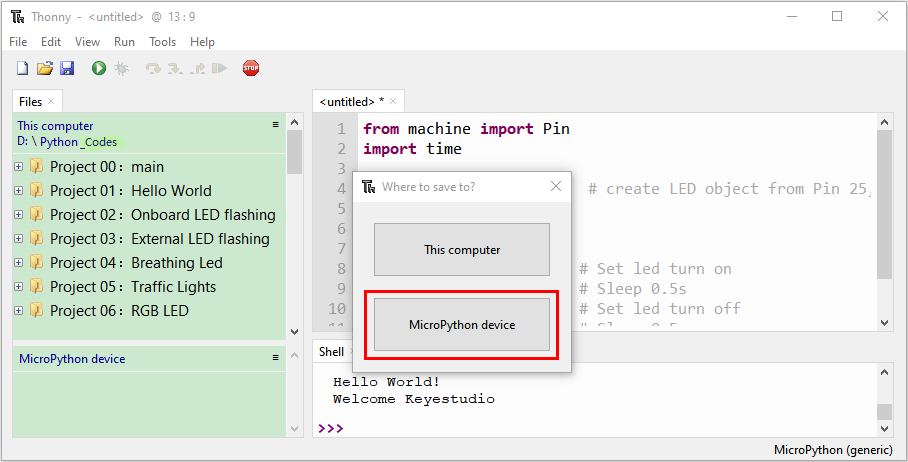 Thonny - <untitled> @ 13:9
File Edit View Run Tools Help
STOP
Files
This computer
D: \ Python _Codes
Project 00：main
Project 01：Hello World
Project 02：Onboard LED flashing
Project 03：External LED flashing
Project 04：Breathing Led
Project 05：Traffic Lights
Project 06：RGB LED
MicroPython device
<untitled> *
1 from machine import Pin
2 import time
3
4 # create LED object from Pin 25,
5
6
7
8 # Set led turn on
9 # Sleep 0.5s
10 # Set led turn off
11
Where to save to?
This computer
MicroPython device
Shell
Hello World!
Welcome Keyestudio
>>>
MicroPython (generic)